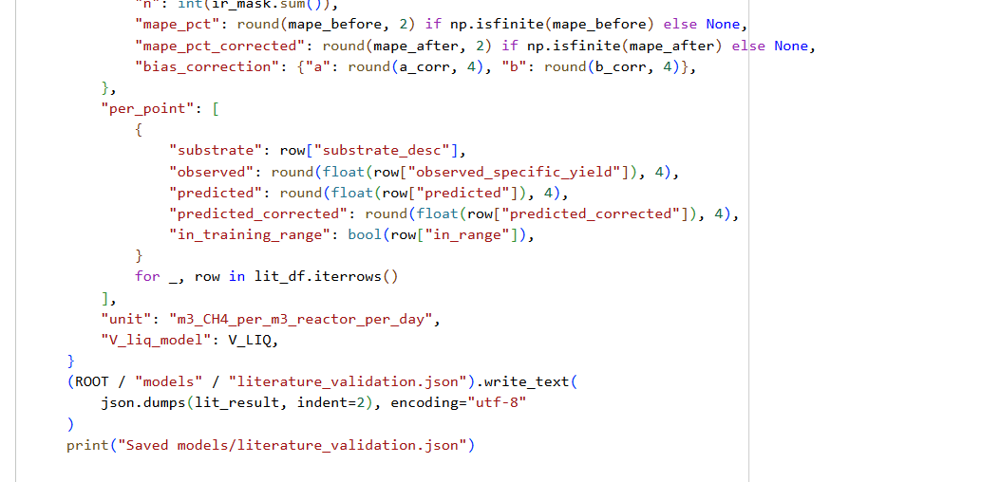 "n": int(ir_mask.sum()),
"mape_pct": round(mape_before, 2) if np.isfinite(mape_before) else None,
"mape_pct_corrected": round(mape_after, 2) if np.isfinite(mape_after) else None,
"bias_correction": {"a": round(a_corr, 4), "b": round(b_corr, 4)},
},
"per_point": [
{
"substrate": row["substrate_desc"],
"observed": round(float(row["observed_specific_yield"]), 4),
"predicted": round(float(row["predicted"]), 4),
"predicted_corrected": round(float(row["predicted_corrected"]), 4),
"in_training_range": bool(row["in_range"]),
}
for _, row in lit_df.iterrows()
],
"unit": "m3_CH4_per_m3_reactor_per_day",
"V_liq_model": V_LIQ,
}
(ROOT / "models" / "literature_validation.json").write_text(
json.dumps(lit_result, indent=2), encoding="utf-8"
)
print("Saved models/literature_validation.json")